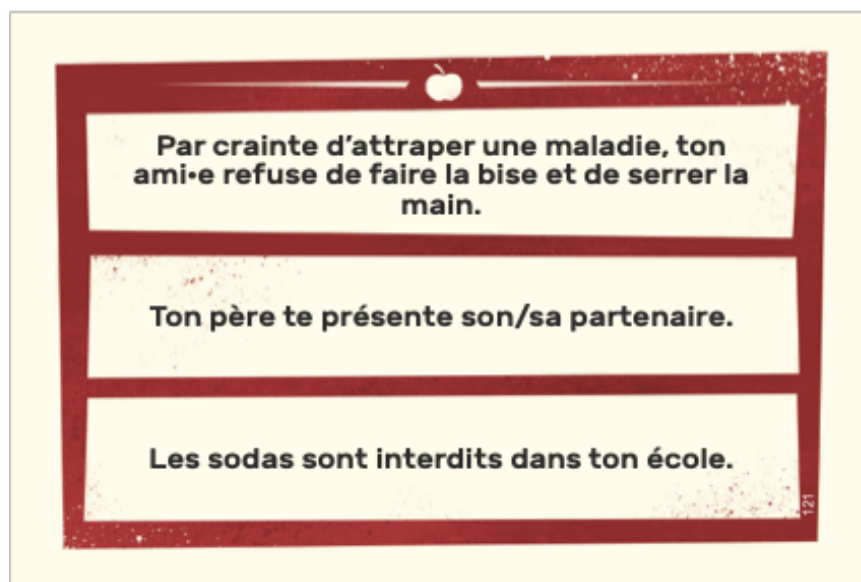 Par crainte d'attraper une maladie, ton
ami•e refuse de faire la bise et de serrer la
main.
Ton père te présente son/sa partenaire.
Les sodas sont interdits dans ton école.
121